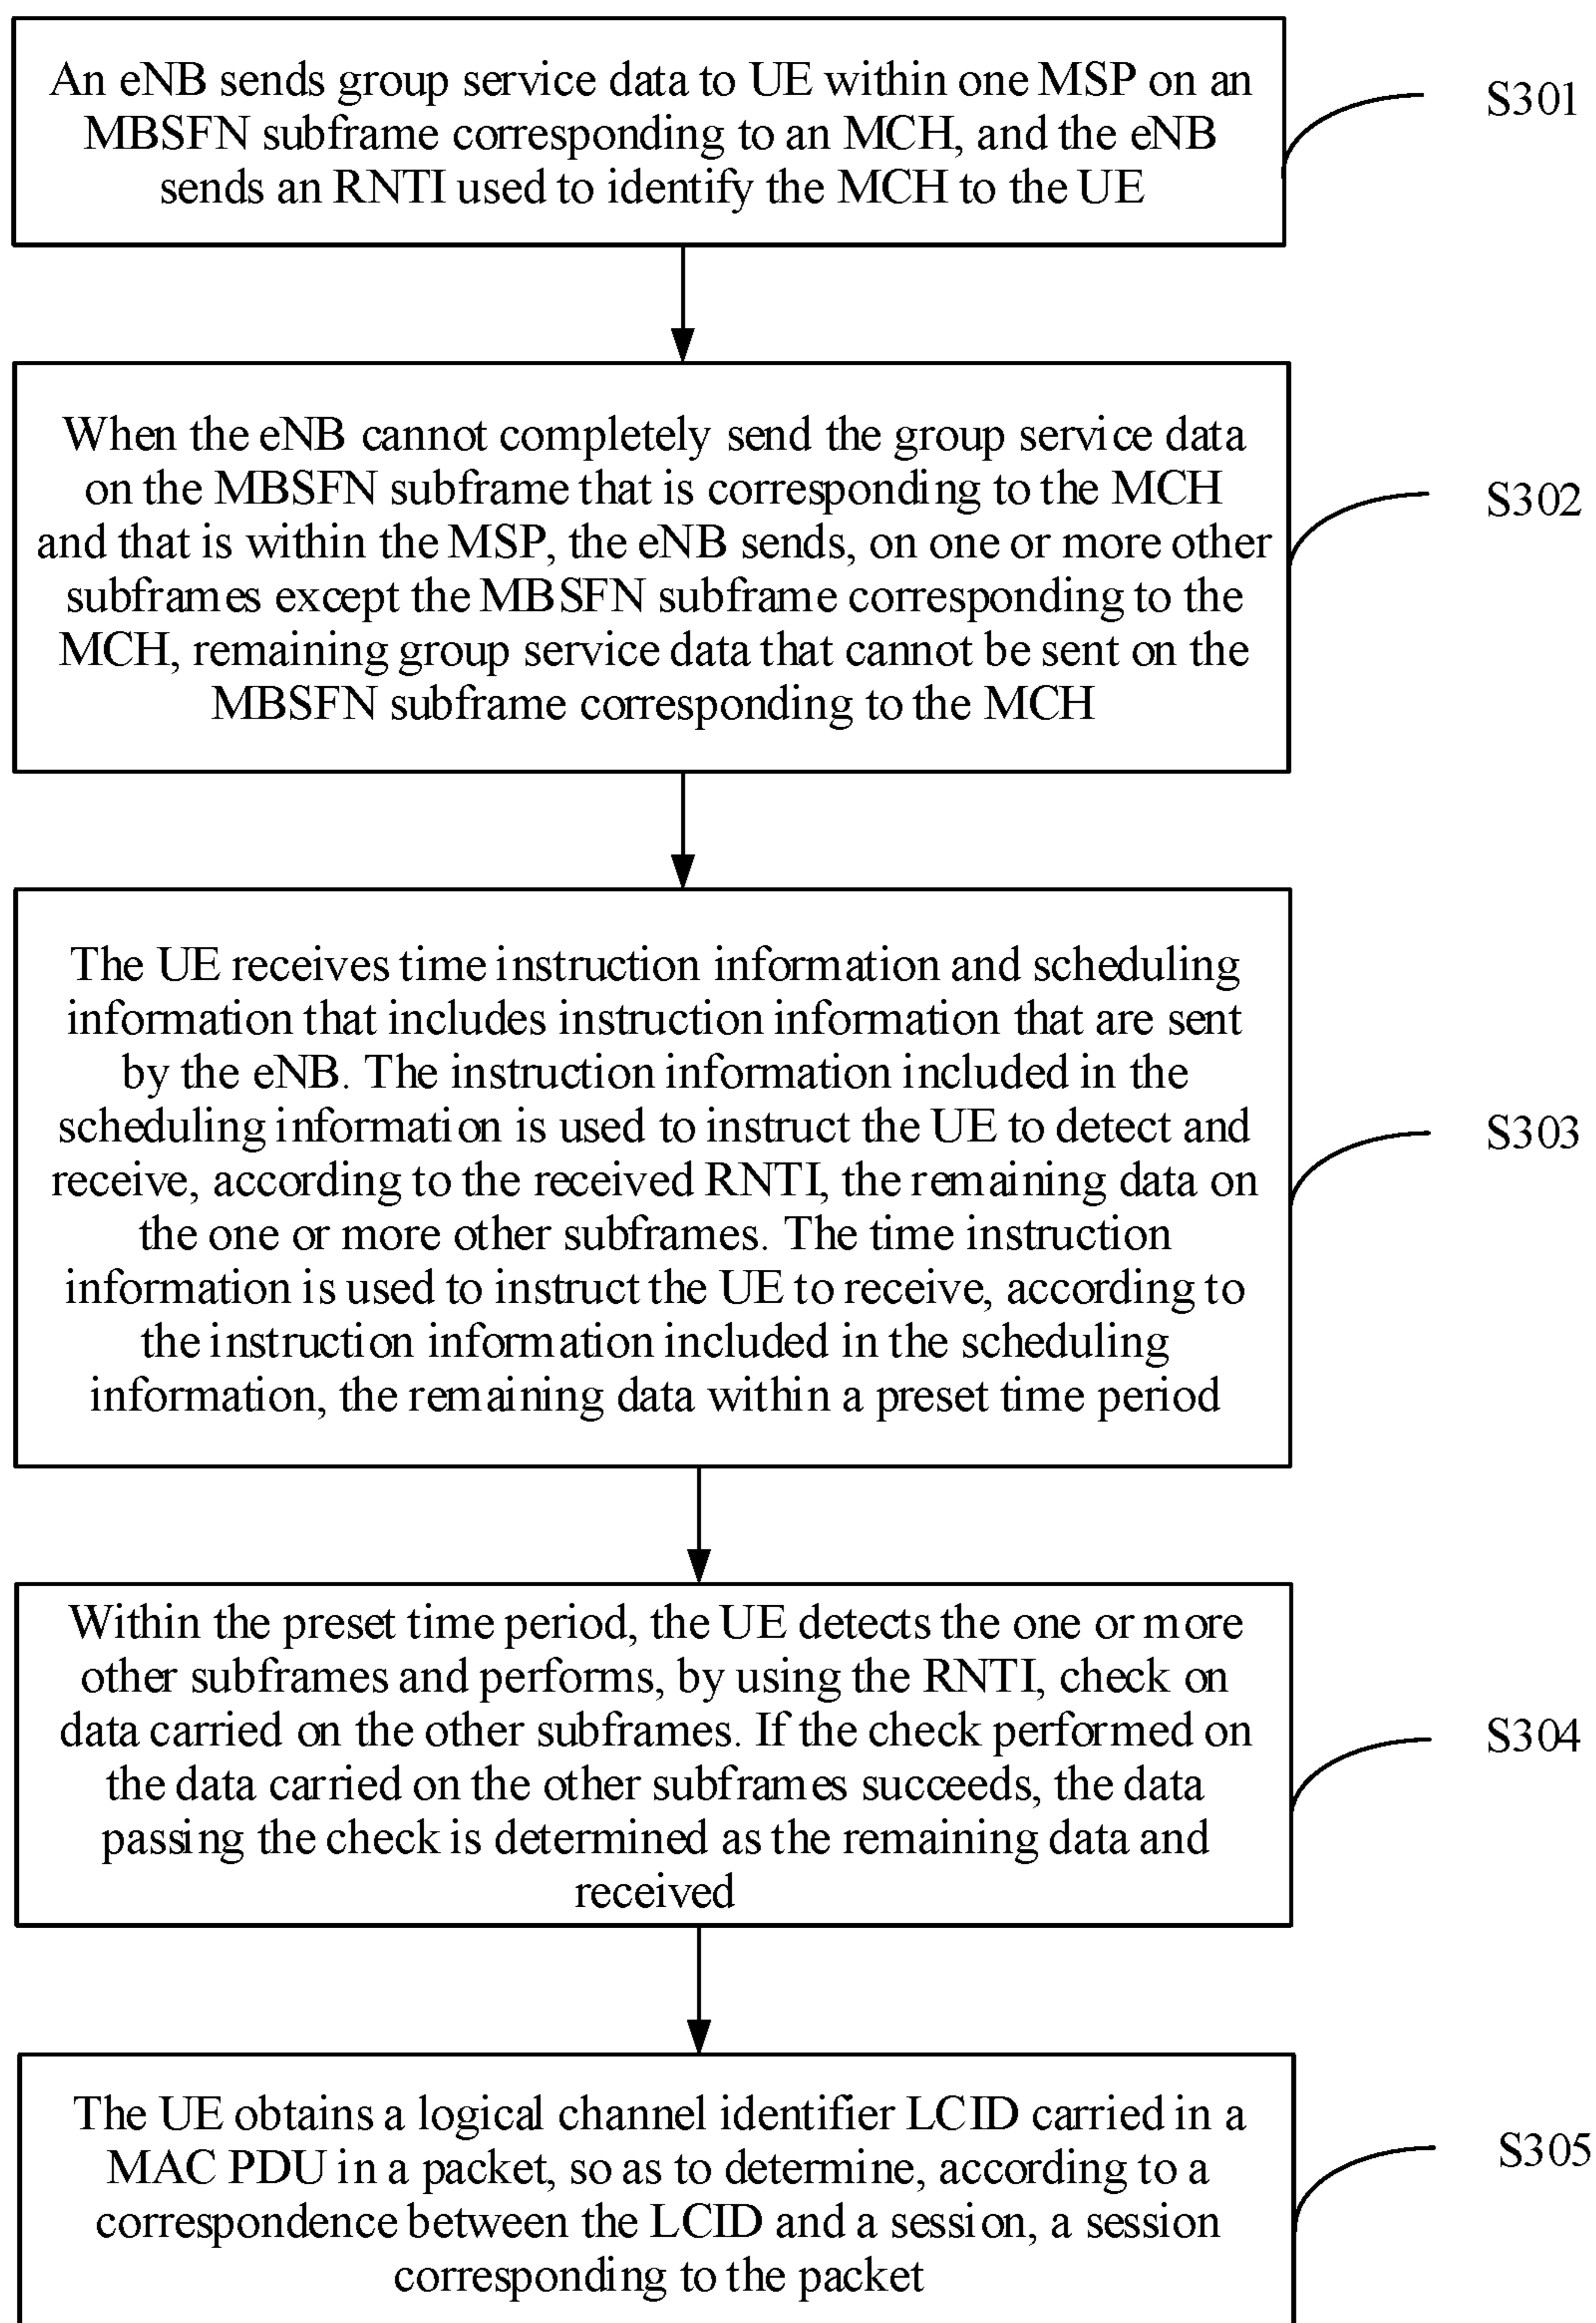 An eNB sends group service data to UE within one MSP on an
MBSFN subframe corresponding to an MCH, and the eNB
sends an RNTI used to identify the MCH to the UE
S301
When the eNB cannot completely send the group service data
on the MBSFN subframe that is corresponding to the MCH
and that is within the MSP, the eNB sends, on one or more other
subframes except the MBSFN subframe corresponding to the
MCH, remaining group service data that cannot be sent on the
MBSFN subframe corresponding to the MCH
S302
The UE receives time instruction information and scheduling
information that includes instruction information that are sent
by the eNB. The instruction information included in the
scheduling information is used to instruct the UE to detect and
receive, according to the received RNTI, the remaining data on
the one or more other subframes. The time instruction
information is used to instruct the UE to receive, according to
the instruction information included in the scheduling
information, the remaining data within a preset time period
S303
Within the preset time period, the UE detects the one or more
other subframes and performs, by using the RNTI, check on
data carried on the other subframes. If the check performed on
the data carried on the other subframes succeeds, the data
passing the check is determined as the remaining data and
received
S304
The UE obtains a logical channel identifier LCID carried in a
MAC PDU in a packet, so as to determine, according to a
correspondence between the LCID and a session, a session
corresponding to the packet
S305